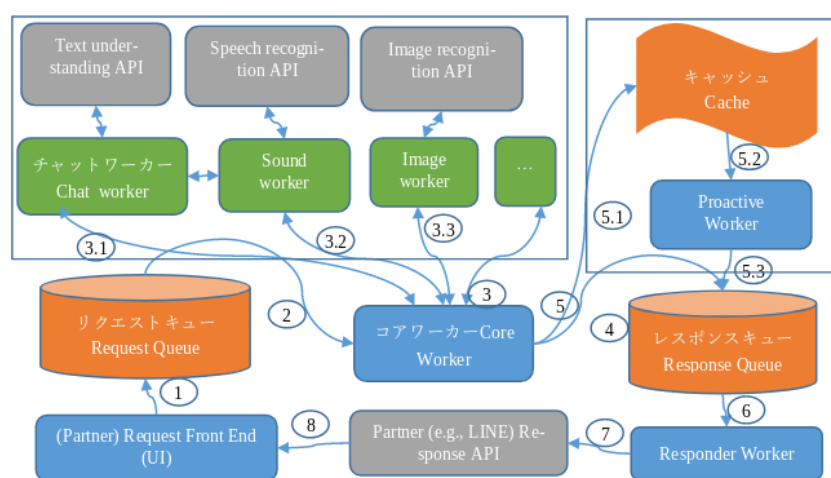 Text under-
standing API
Speech recogni-
tion API
Image recogni-
tion API
キャッシュ
Cache
チャットワーカー
Chat worker
Sound
worker
Image
worker
...
5.2
Proactive
Worker
5.1
3.1
3.2
3.3
5.3
リクエストキュー
Request Queue
2
3
5
コアワーカーCore
Worker
4
レスポンスキュー
Response Queue
1
6
(Partner) Request Front End
(UI)
8
Partner (e.g., LINE) Re-
sponse API
7
Responder Worker